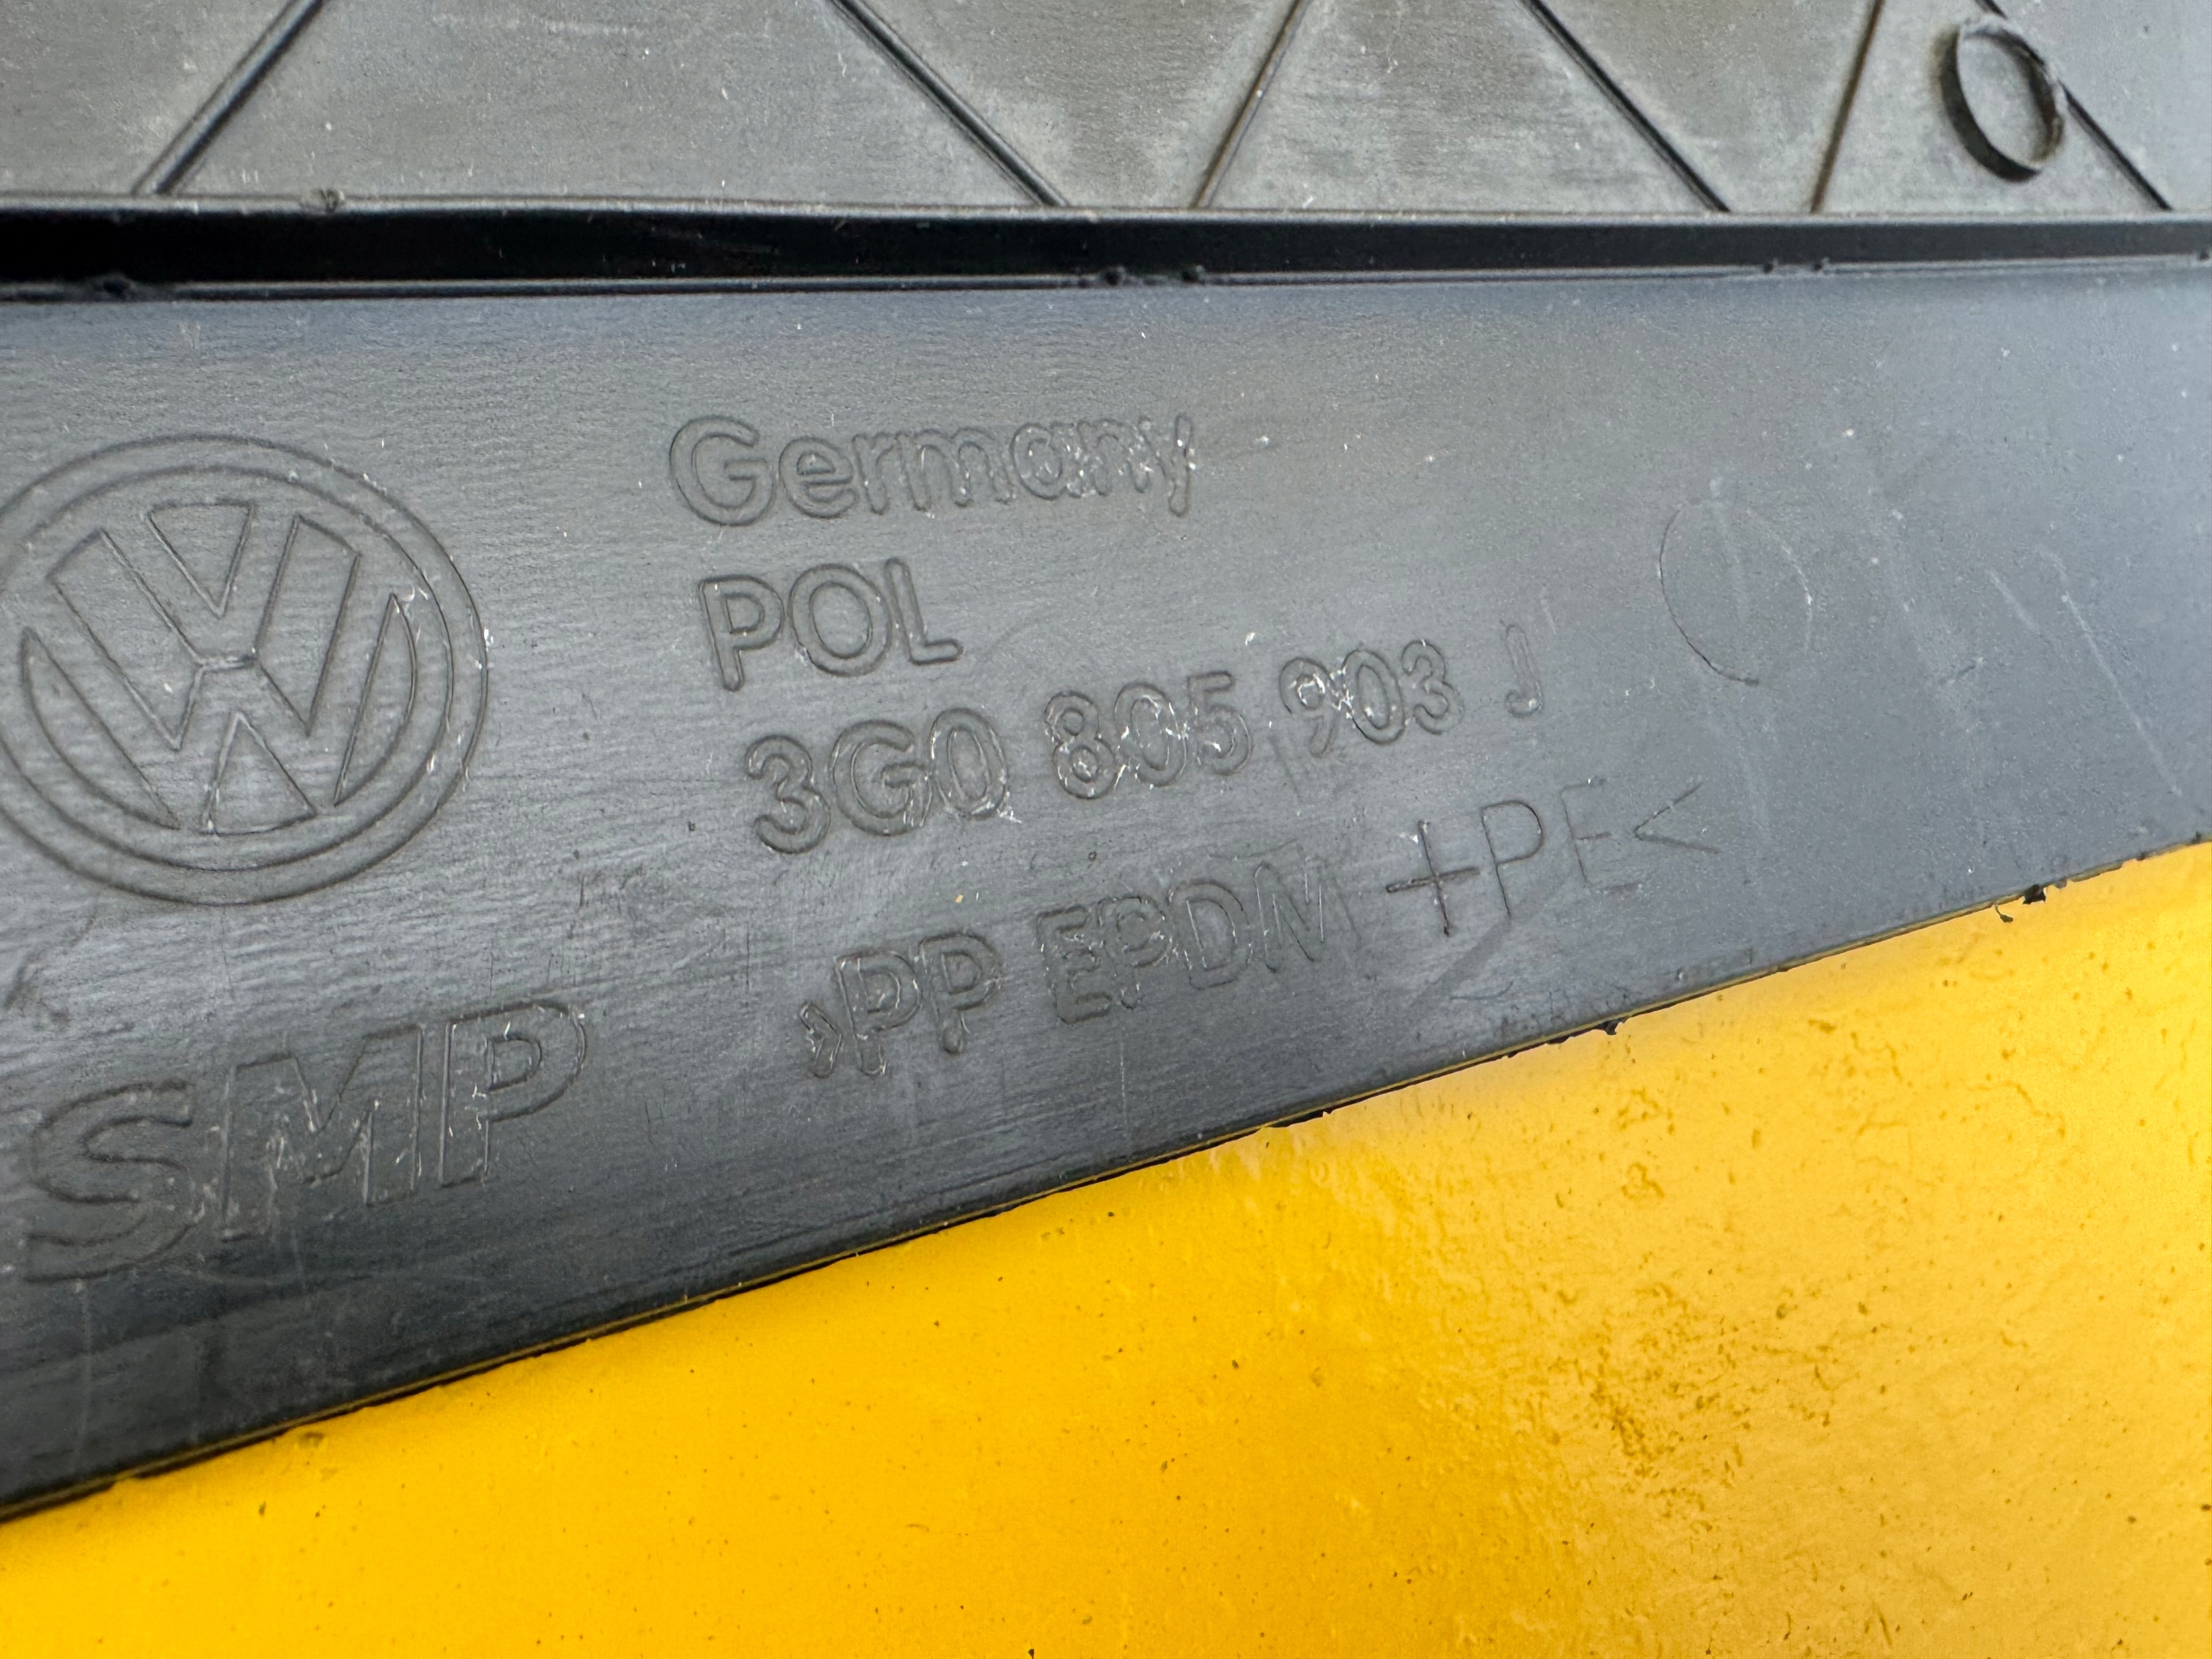 Germany
POL
3G0 805 903 J
>PP EPDM +PE<
SMP